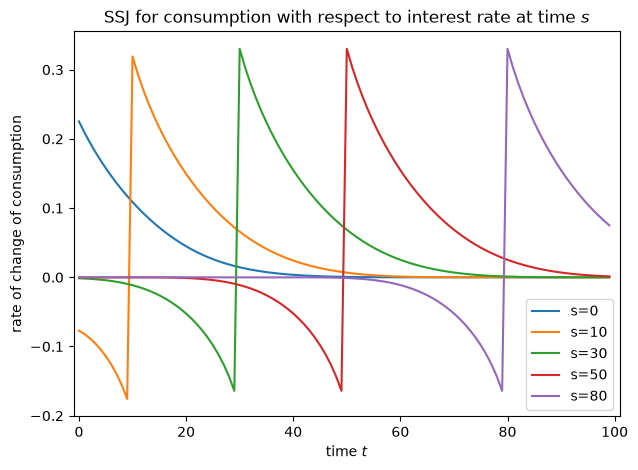 SSJ for consumption with respect to interest rate at time s
rate of change of consumption
0.3
0.2
0.1
0.0
−0.1
−0.2
0 20 40 60 80 100
time t
s=0
s=10
s=30
s=50
s=80